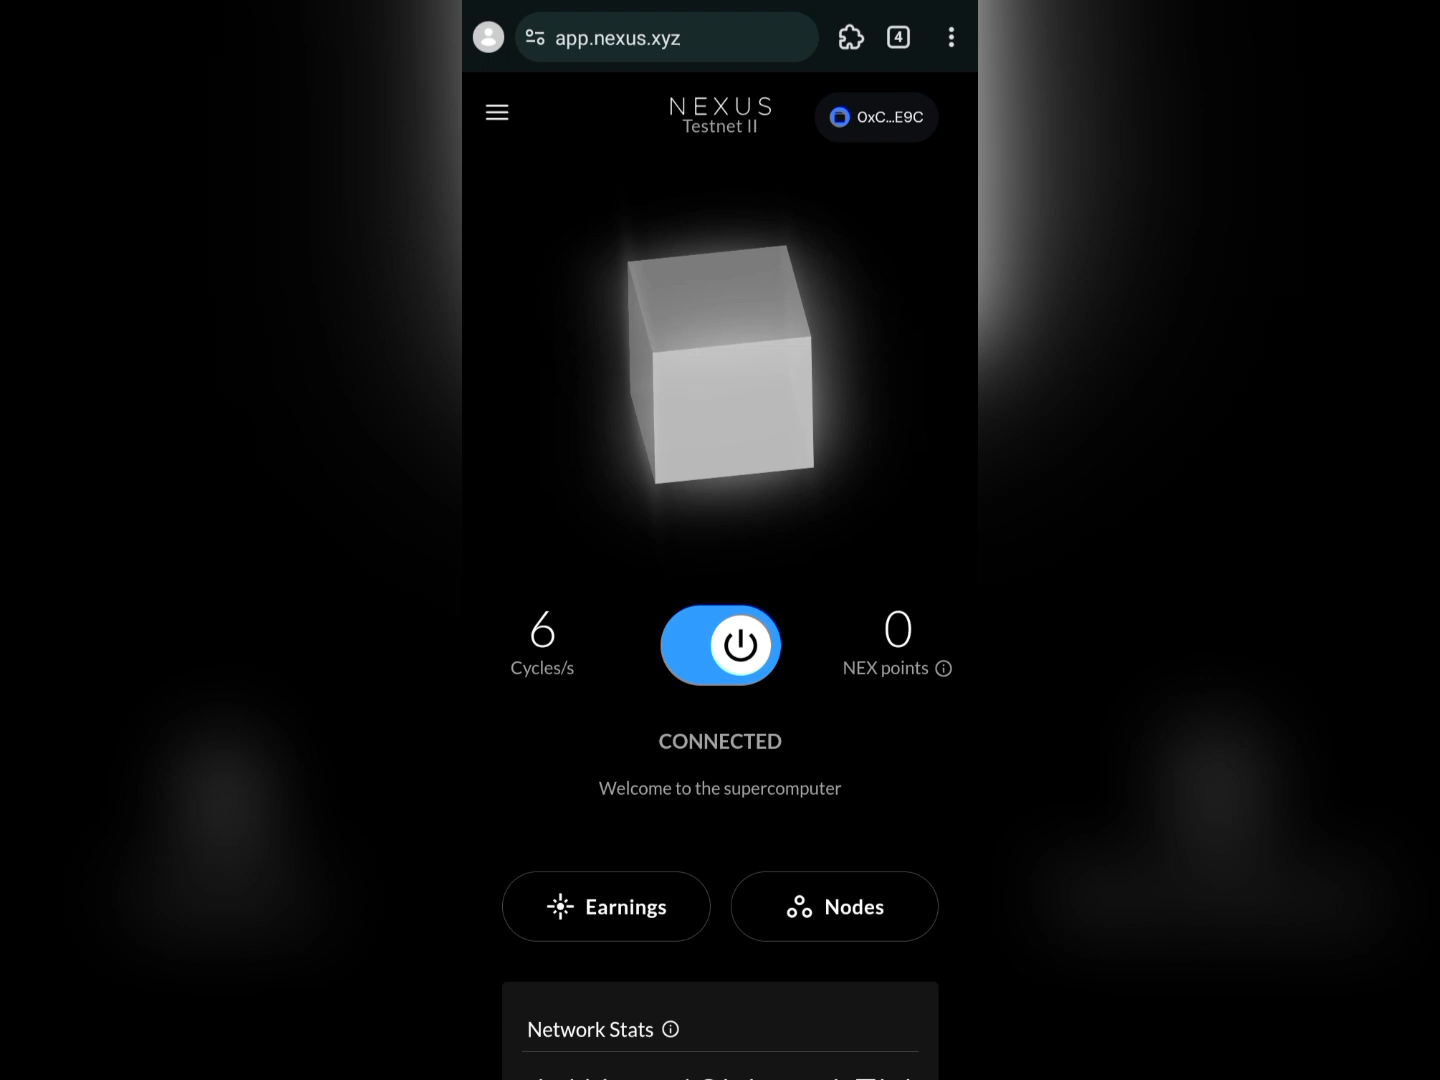 app.nexus.xyz
4
NEXUS
Testnet II
0xC...E9C
6
0
Cycles/s
NEX points
CONNECTED
Welcome to the supercomputer
Earnings
Nodes
Network Stats